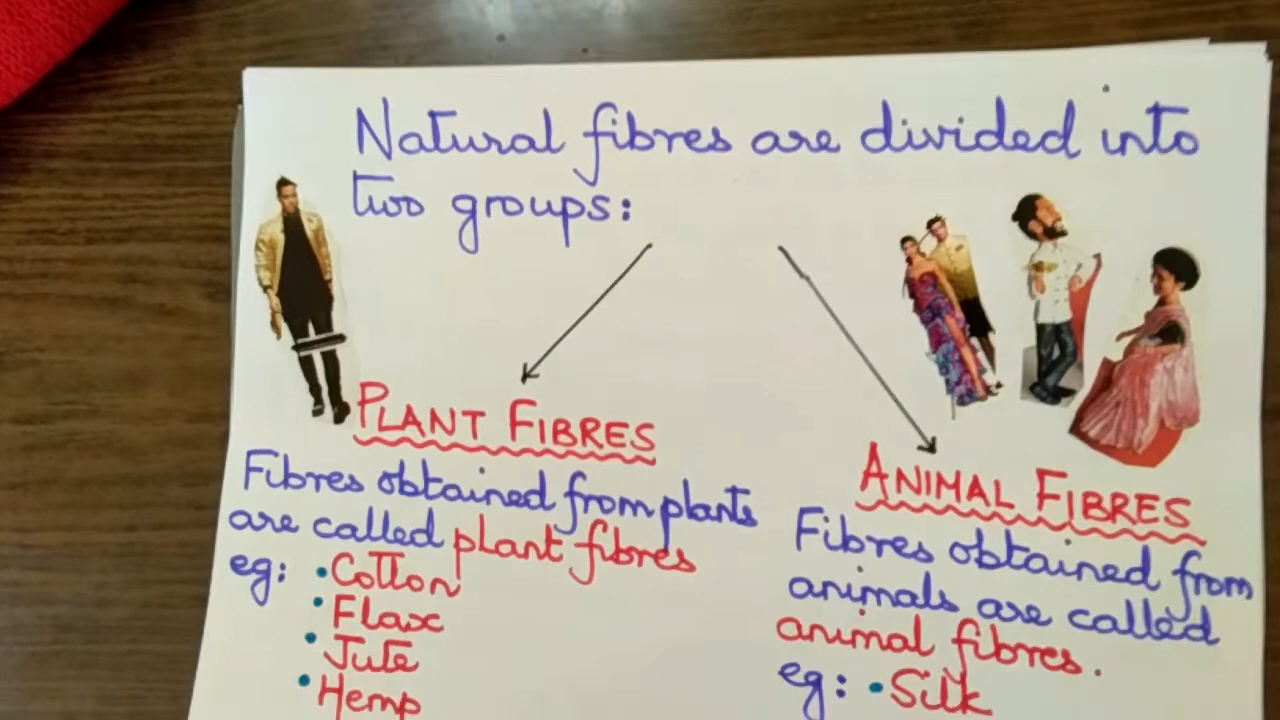 Natural fibres are divided into
two groups:
PLANT FIBRES
Fibres obtained from plants
are called plant fibres
eg: • Cotton
• Flax
• Jute
• Hemp
ANIMAL FIBRES
Fibres obtained from
animals are called
animal fibres.
eg: • Silk